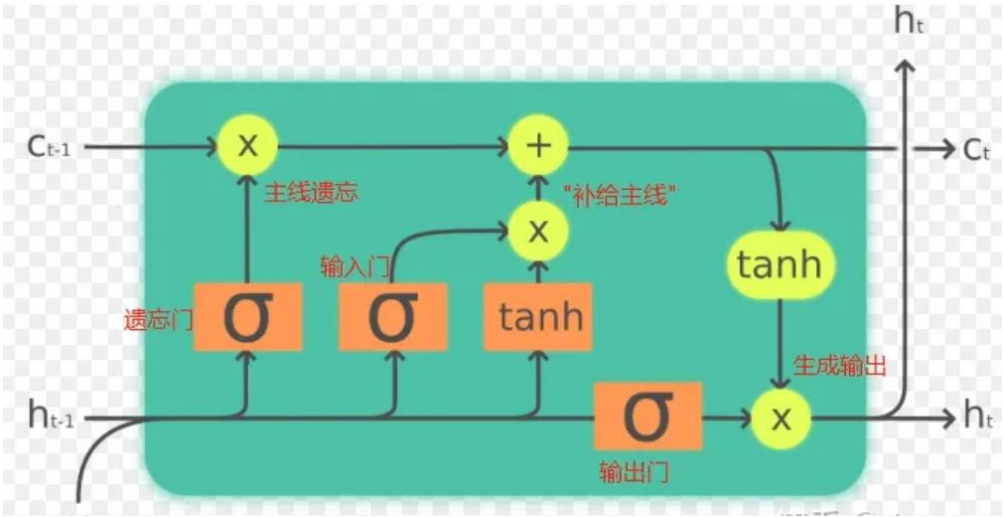 ht
Ct-1
x
+
Ct
主线遗忘
"补给主线"
x
tanh
输入门
遗忘门
σ
σ
tanh
生成输出
ht-1
σ
x
ht
输出门